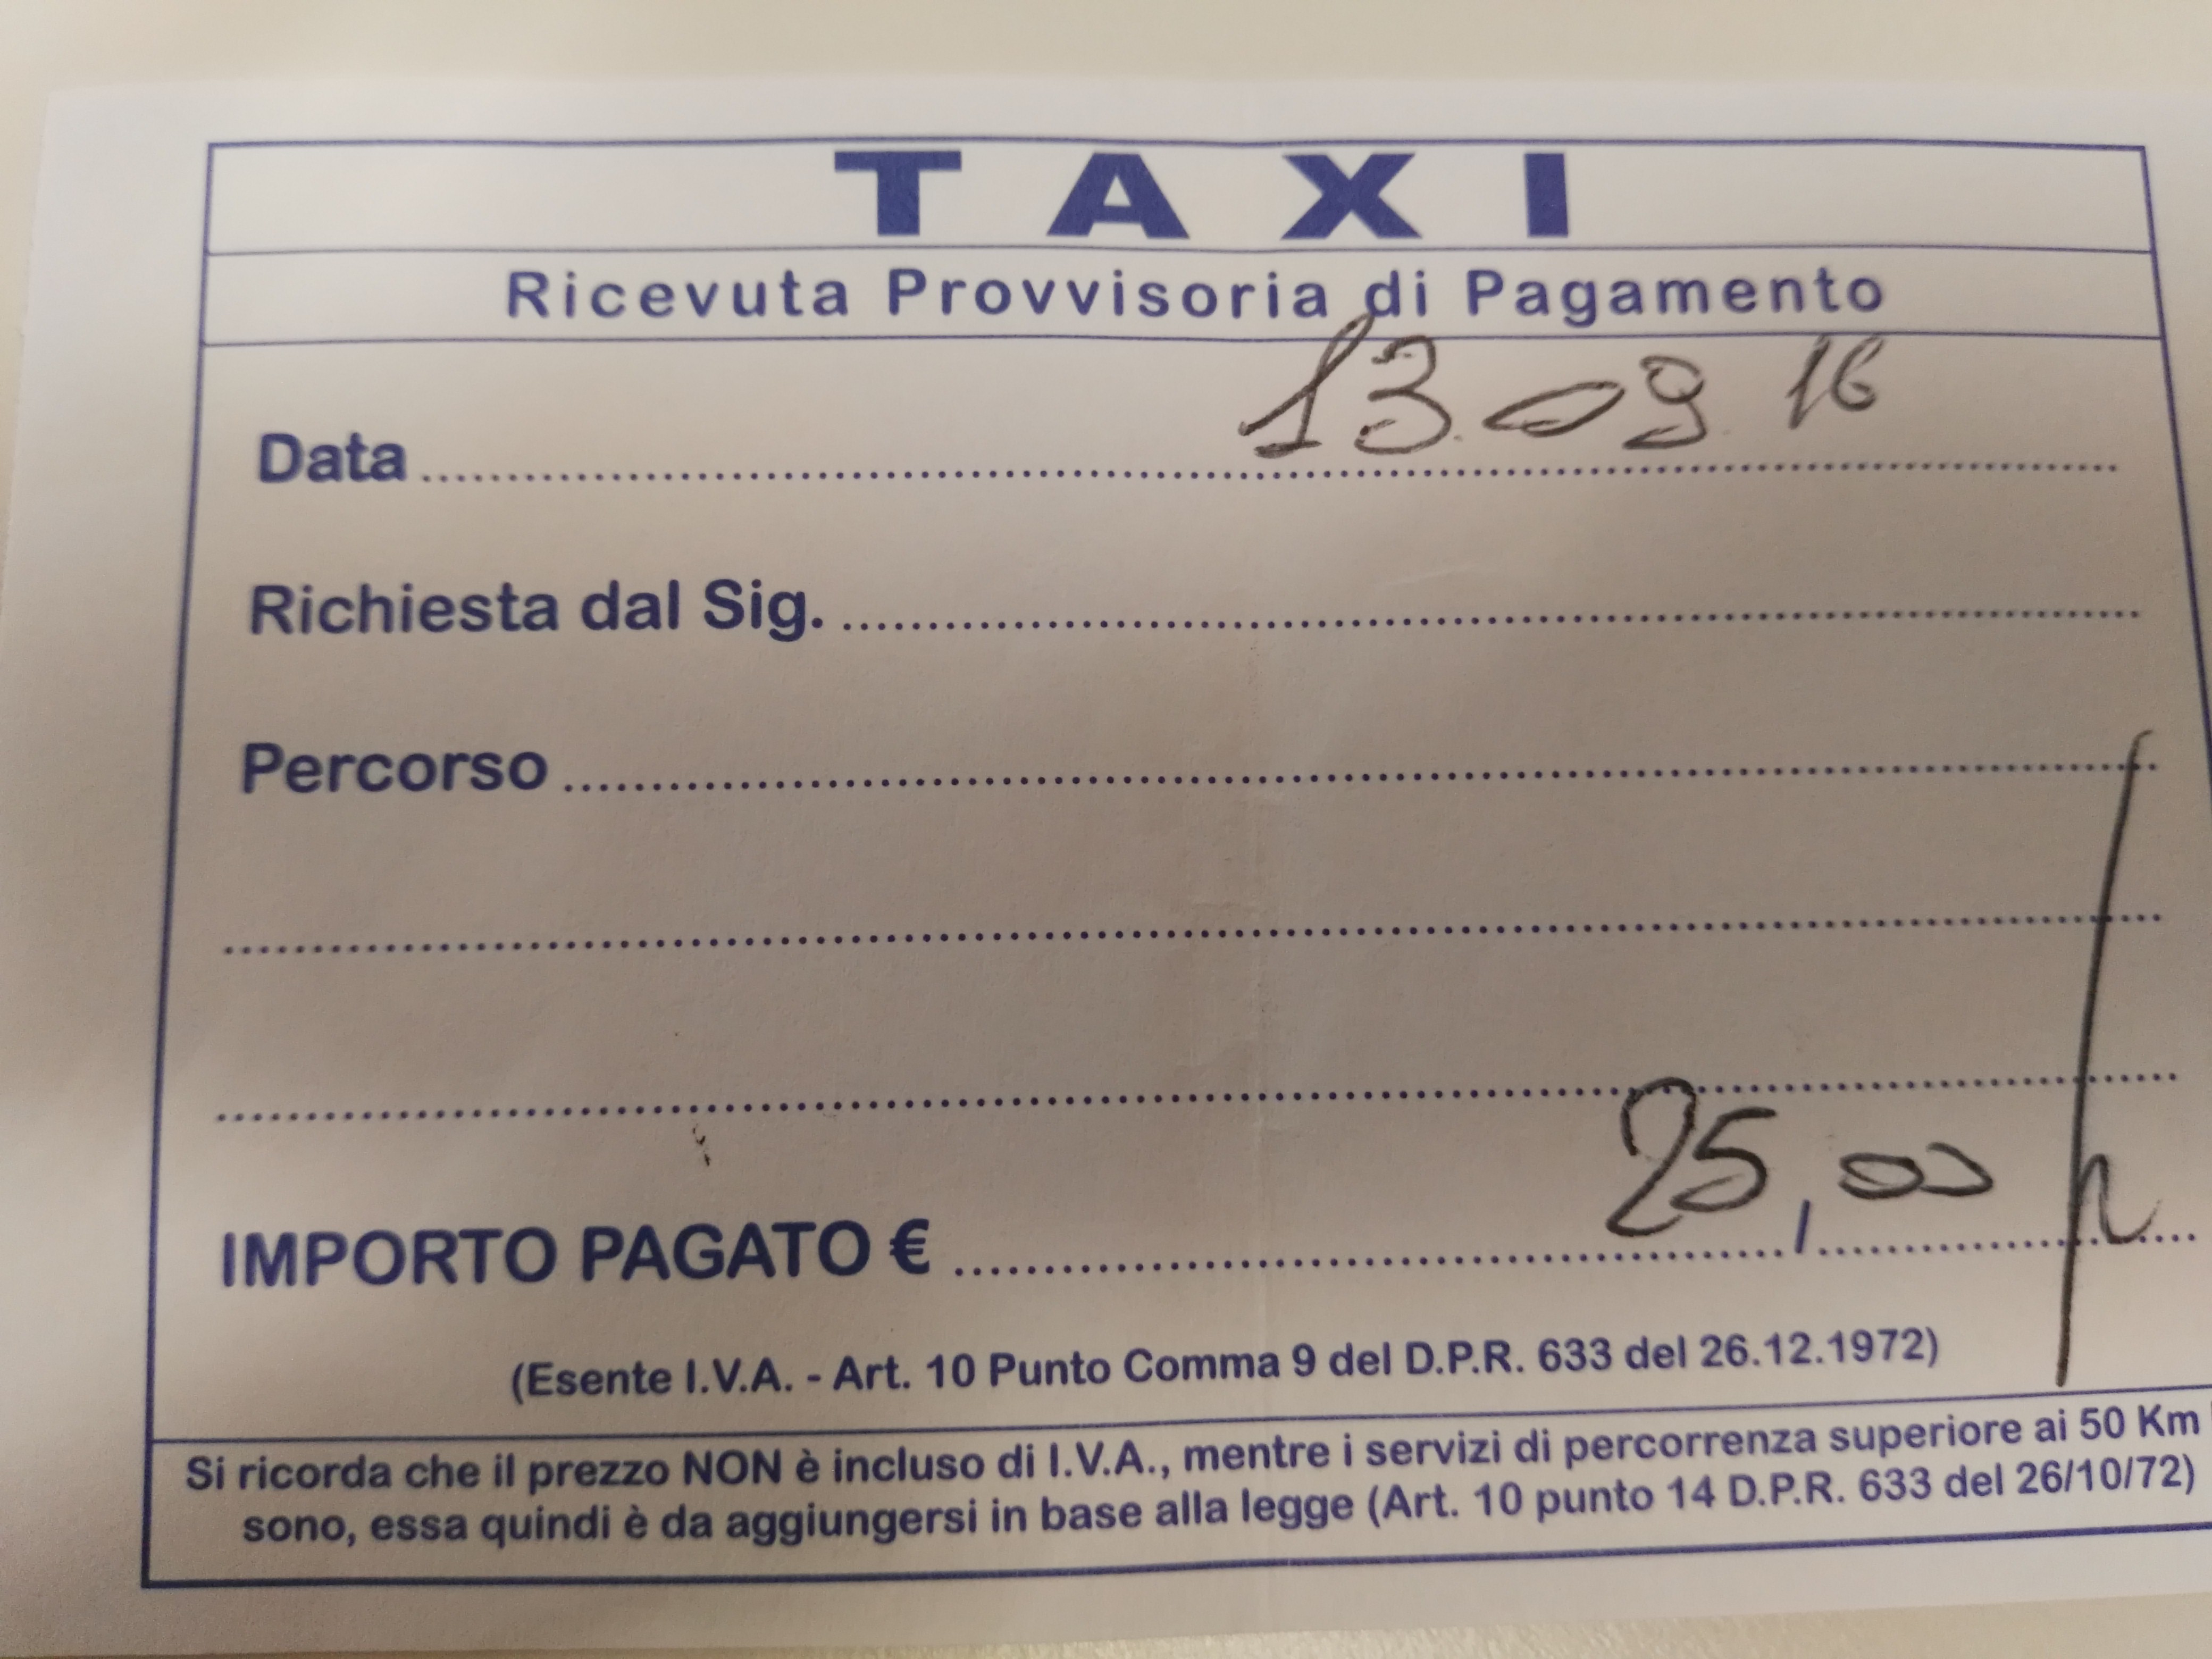 TAXI
Ricevuta Provvisoria di Pagamento
Data 13.09.16
Richiesta dal Sig.
Percorso
IMPORTO PAGATO € 25,00
(Esente I.V.A. - Art. 10 Punto Comma 9 del D.P.R. 633 del 26.12.1972)
Si ricorda che il prezzo NON è incluso di I.V.A., mentre i servizi di percorrenza superiore ai 50 Km
sono, essa quindi è da aggiungersi in base alla legge (Art. 10 punto 14 D.P.R. 633 del 26/10/72)